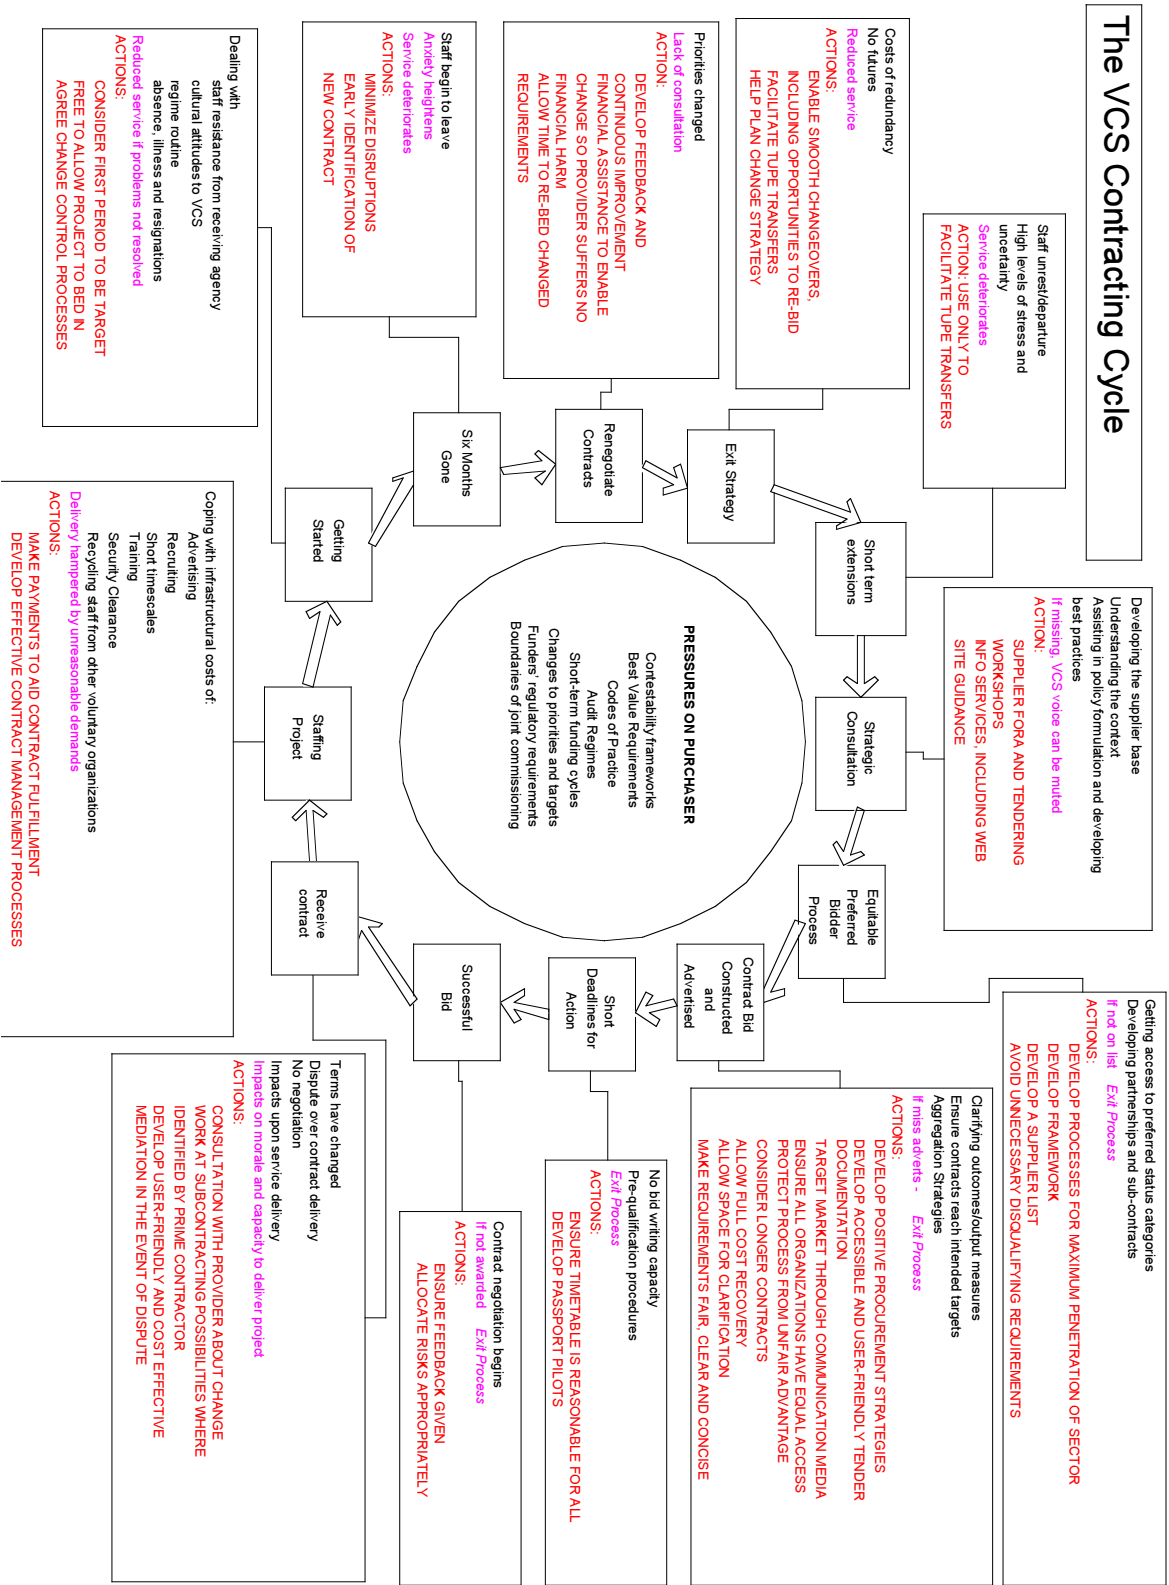 The VCS Contracting Cycle
Costs of redundancy
No futures
Reduced service
ACTIONS:
ENABLE SMOOTH CHANGEOVERS,
INCLUDING OPPORTUNITIES TO RE-BID
FACILITATE TUPE TRANSFERS
HELP PLAN CHANGE STRATEGY
Staff unrest/departure
High levels of stress and
uncertainty
Service deteriorates
ACTION: USE ONLY TO
FACILITATE TUPE TRANSFERS
Developing the supplier base
Understanding the context
Assisting in policy formulation and developing
best practices
If missing, VCS voice can be muted
ACTION:
SUPPLIER FORA AND TENDERING
WORKSHOPS
INFO SERVICES, INCLUDING WEB
SITE GUIDANCE
Getting access to preferred status categories
Developing partnerships and sub-contracts
If not on list Exit Process
ACTIONS:
DEVELOP PROCESSES FOR MAXIMUM PENETRATION OF SECTOR
DEVELOP FRAMEWORK
DEVELOP A SUPPLIER LIST
AVOID UNNECESSARY DISQUALIFYING REQUIREMENTS
Priorities changed
Lack of consultation
ACTION:
DEVELOP FEEDBACK AND
CONTINUOUS IMPROVEMENT
FINANCIAL ASSISTANCE TO ENABLE
CHANGE SO PROVIDER SUFFERS NO
FINANCIAL HARM
ALLOW TIME TO RE-BED CHANGED
REQUIREMENTS
Exit Strategy
Short term
extensions
Strategic
Consultation
Equitable
Preferred
Bidder
Process
Clarifying outcomes/output measures
Ensure contracts reach intended targets
Aggregation Strategies
If miss adverts - Exit Process
ACTIONS:
DEVELOP POSITIVE PROCUREMENT STRATEGIES
DEVELOP ACCESSIBLE AND USER-FRIENDLY TENDER
DOCUMENTATION
TARGET MARKET THROUGH COMMUNICATION MEDIA
ENSURE ALL ORGANIZATIONS HAVE EQUAL ACCESS
PROTECT PROCESS FROM UNFAIR ADVANTAGE
CONSIDER LONGER CONTRACTS
ALLOW FULL COST RECOVERY
ALLOW SPACE FOR CLARIFICATION
MAKE REQUIREMENTS FAIR, CLEAR AND CONCISE
Renegotiate
Contracts
PRESSURES ON PURCHASER
Contestability frameworks
Best Value Requirements
Codes of Practice
Audit Regimes
Short-term funding cycles
Changes to priorities and targets
Funders' regulatory requirements
Boundaries of joint commissioning
Contract Bid
Constructed
and
Advertised
Staff begin to leave
Anxiety heightens
Service deteriorates
ACTIONS:
MINIMIZE DISRUPTIONS
EARLY IDENTIFICATION OF
NEW CONTRACT
Six Months
Gone
Short
Deadlines for
Action
No bid writing capacity
Pre-qualification procedures
Exit Process
ACTIONS:
ENSURE TIMETABLE IS REASONABLE FOR ALL
DEVELOP PASSPORT PILOTS
Successful
Bid
Contract negotiation begins
If not awarded Exit Process
ACTIONS:
ENSURE FEEDBACK GIVEN
ALLOCATE RISKS APPROPRIATELY
Dealing with
staff resistance from receiving agency
cultural attitudes to VCS
regime routine
absence, illness and resignations
Reduced service if problems not resolved
ACTIONS:
CONSIDER FIRST PERIOD TO BE TARGET
FREE TO ALLOW PROJECT TO BED IN
AGREE CHANGE CONTROL PROCESSES
Getting
Started
Staffing
Project
Receive
contract
Coping with infrastructural costs of:
Advertising
Recruiting
Short timescales
Training
Security Clearance
Recycling staff from other voluntary organizations
Delivery hampered by unreasonable demands
ACTIONS:
MAKE PAYMENTS TO AID CONTRACT FULFILLMENT
DEVELOP EFFECTIVE CONTRACT MANAGEMENT PROCESSES
Terms have changed
Dispute over contract delivery
No negotiation
Impacts upon service delivery
Impacts on morale and capacity to deliver project
ACTIONS:
CONSULTATION WITH PROVIDER ABOUT CHANGE
WORK AT SUBCONTRACTING POSSIBILITIES WHERE
IDENTIFIED BY PRIME CONTRACTOR
DEVELOP USER-FRIENDLY AND COST EFFECTIVE
MEDIATION IN THE EVENT OF DISPUTE